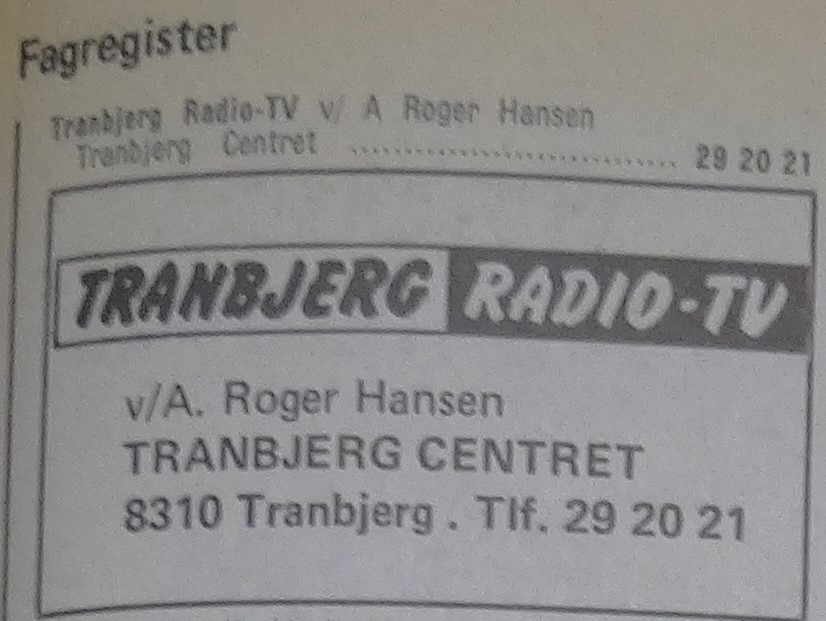 Fagregister
Tranbjerg Radio-TV v/ A Roger Hansen
Tranbjerg Centret ................................ 29 20 21
TRANBJERG RADIO-TV
v/A. Roger Hansen
TRANBJERG CENTRET
8310 Tranbjerg . Tlf. 29 20 21